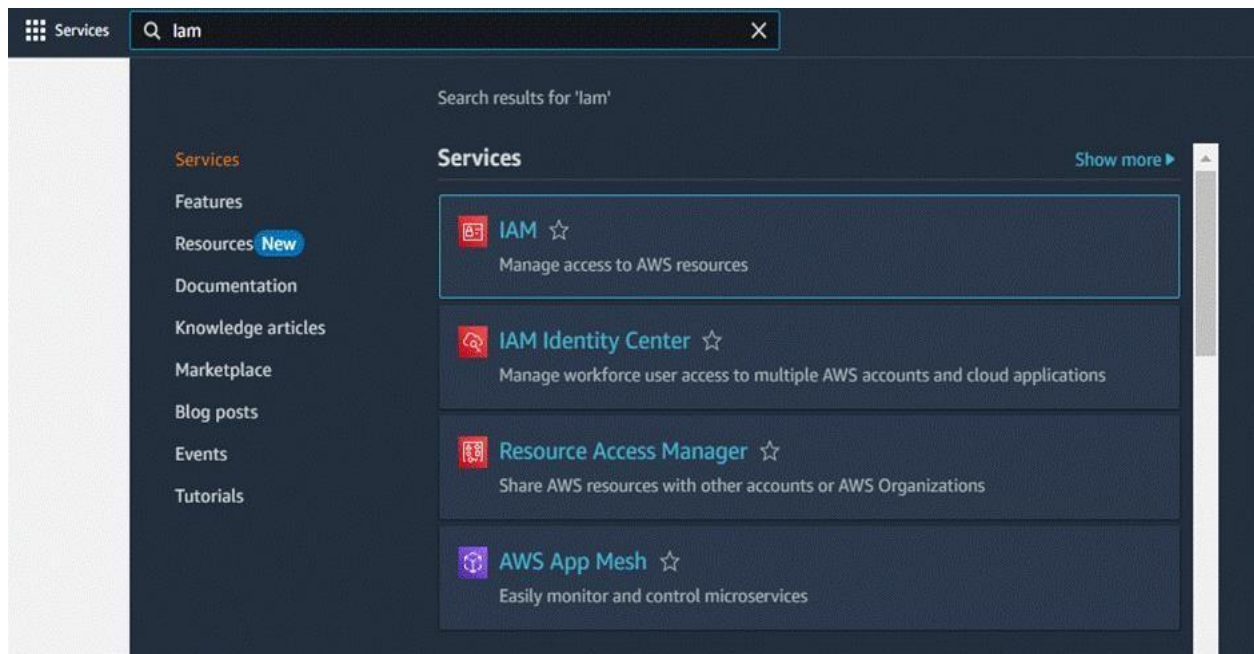 Services
Iam
Search results for 'Iam'
Services
Features
Resources New
Documentation
Knowledge articles
Marketplace
Blog posts
Events
Tutorials
Services
Show more
IAM
Manage access to AWS resources
IAM Identity Center
Manage workforce user access to multiple AWS accounts and cloud applications
Resource Access Manager
Share AWS resources with other accounts or AWS Organizations
AWS App Mesh
Easily monitor and control microservices